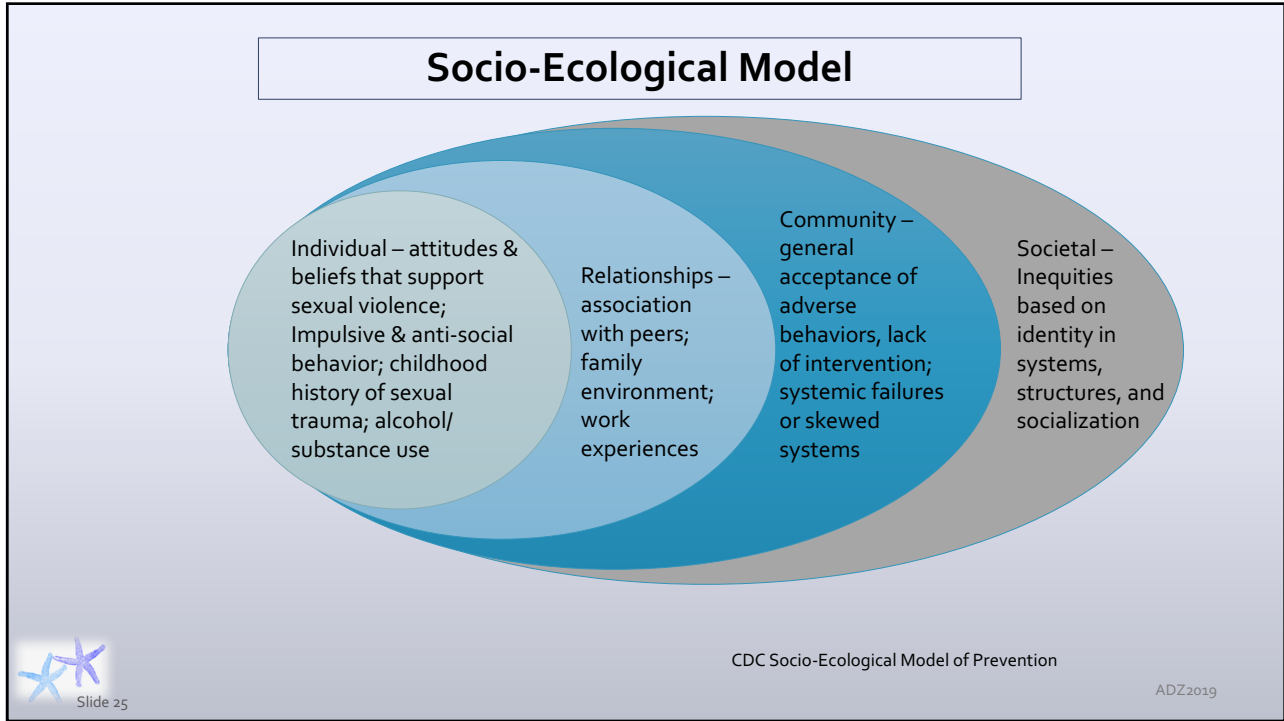 Socio-Ecological Model
Individual – attitudes &
beliefs that support
sexual violence;
Impulsive & anti-social
behavior; childhood
history of sexual
trauma; alcohol/
substance use
Relationships –
association
with peers;
family
environment;
work
experiences
Community –
general
acceptance of
adverse
behaviors, lack
of intervention;
systemic failures
or skewed
systems
Societal –
Inequities
based on
identity in
systems,
structures, and
socialization
CDC Socio-Ecological Model of Prevention
Slide 25
ADZ2019